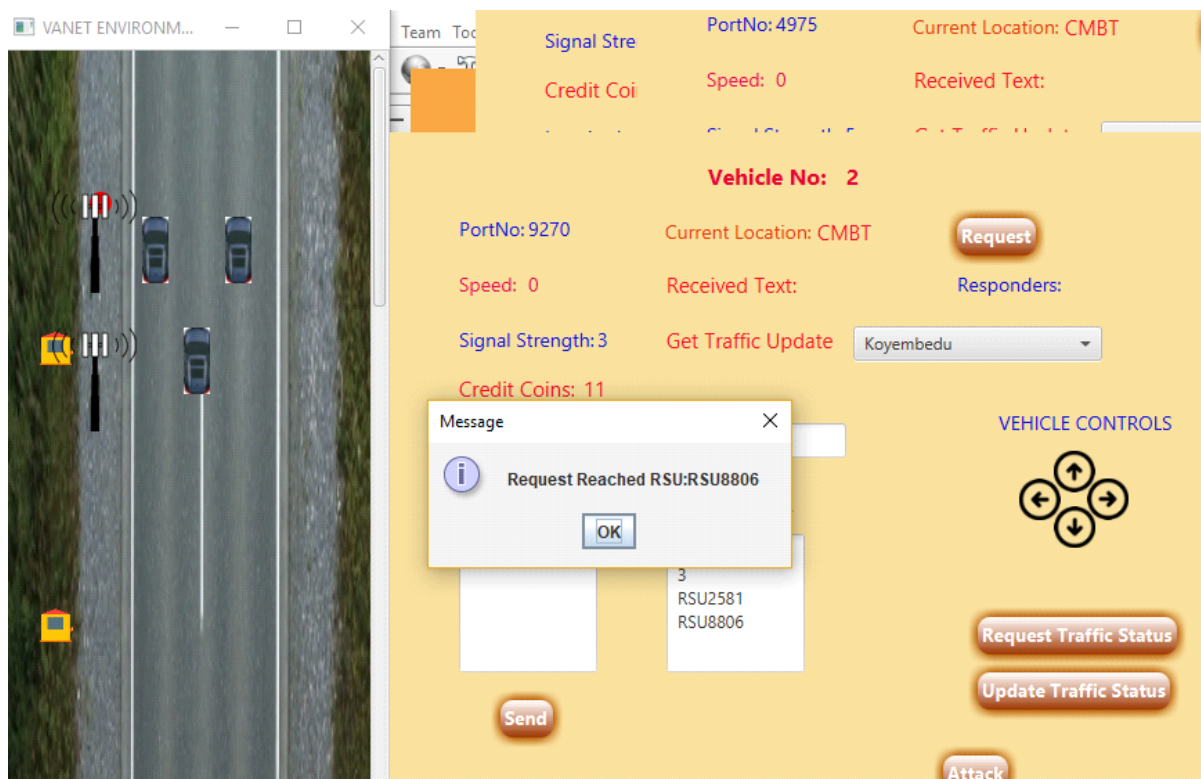 VANET ENVIRONM...
Team
PortNo: 4975
Current Location: CMBT
Signal Stre
Speed: 0
Received Text:
Credit Coi
Vehicle No: 2
PortNo: 9270
Current Location: CMBT
Request
Speed: 0
Received Text:
Responders:
Signal Strength: 3
Get Traffic Update
Koyembedu
Credit Coins: 11
Message
VEHICLE CONTROLS
Request Reached RSU:RSU8806
OK
3
RSU2581
RSU8806
Request Traffic Status
Update Traffic Status
Send
Attack